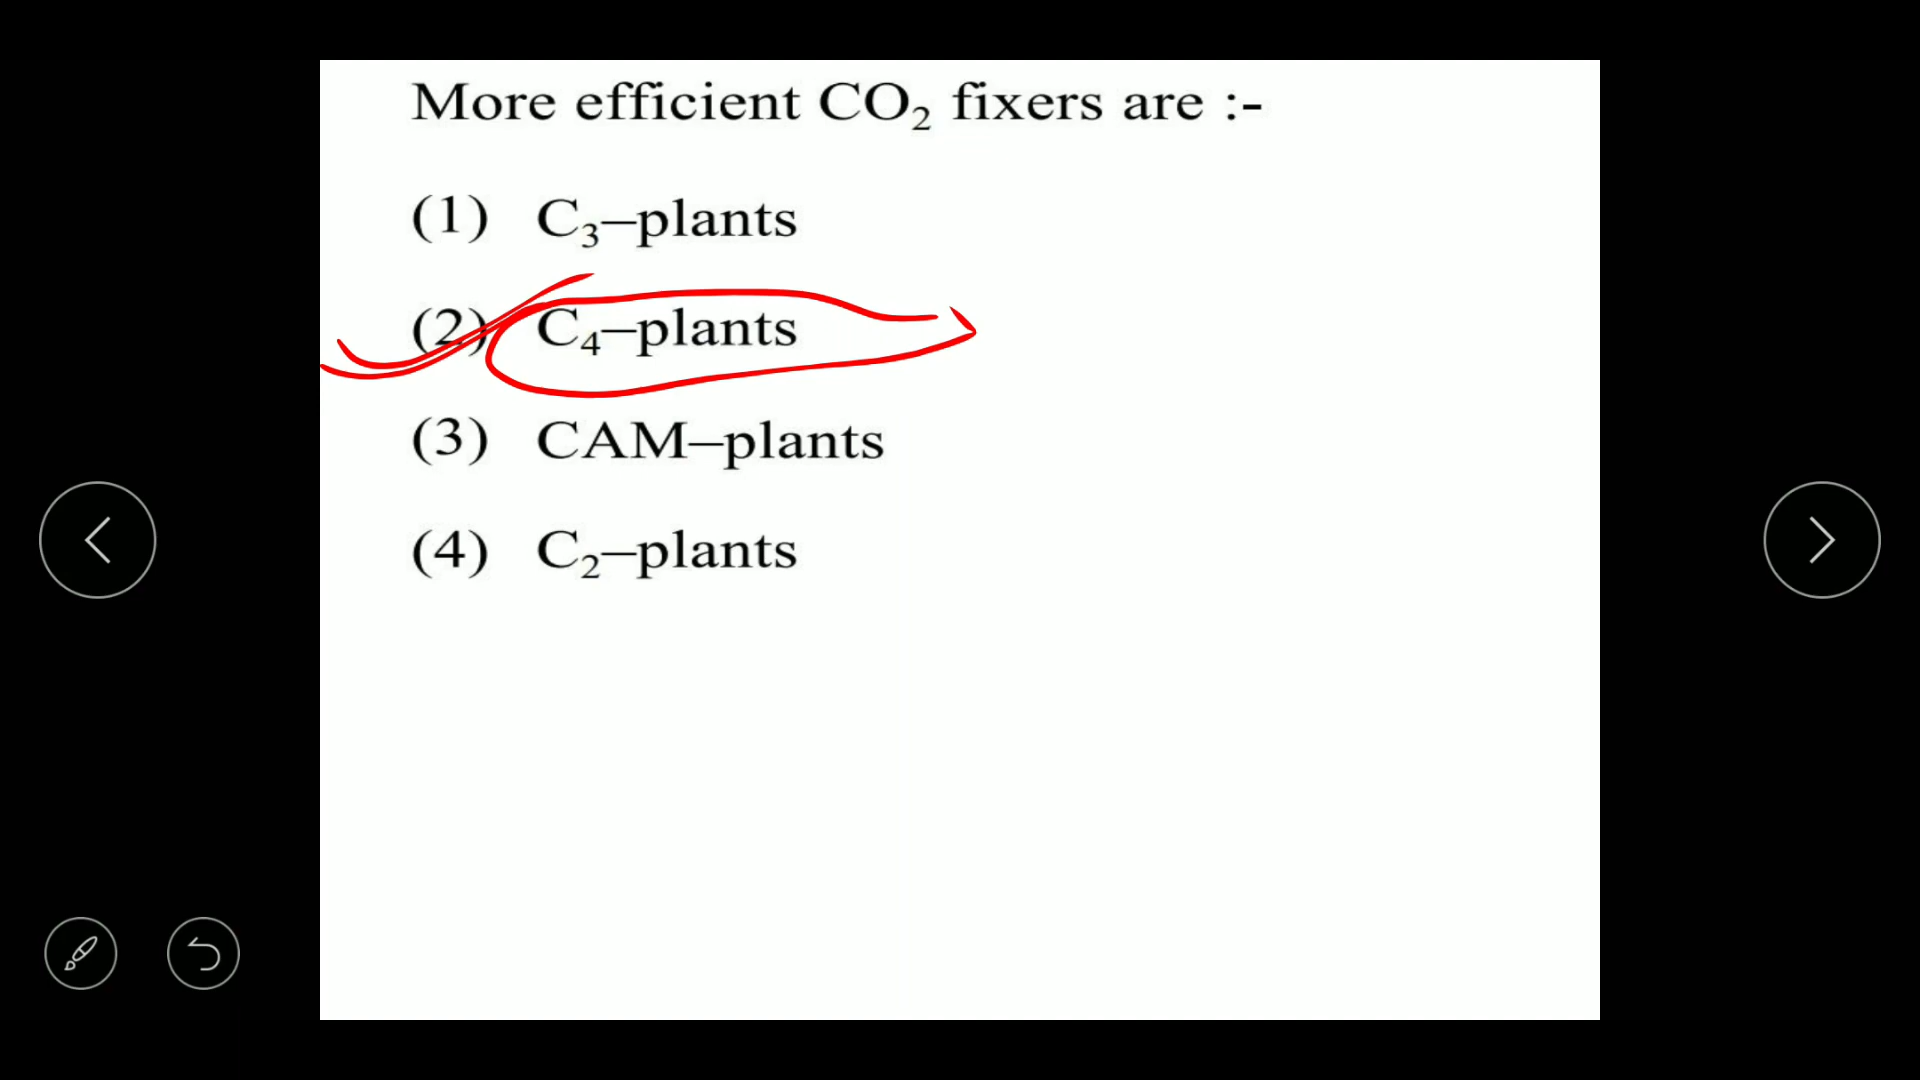 More efficient CO₂ fixers are :-
(1) C₃–plants
(2) C₄–plants
(3) CAM–plants
(4) C₂–plants